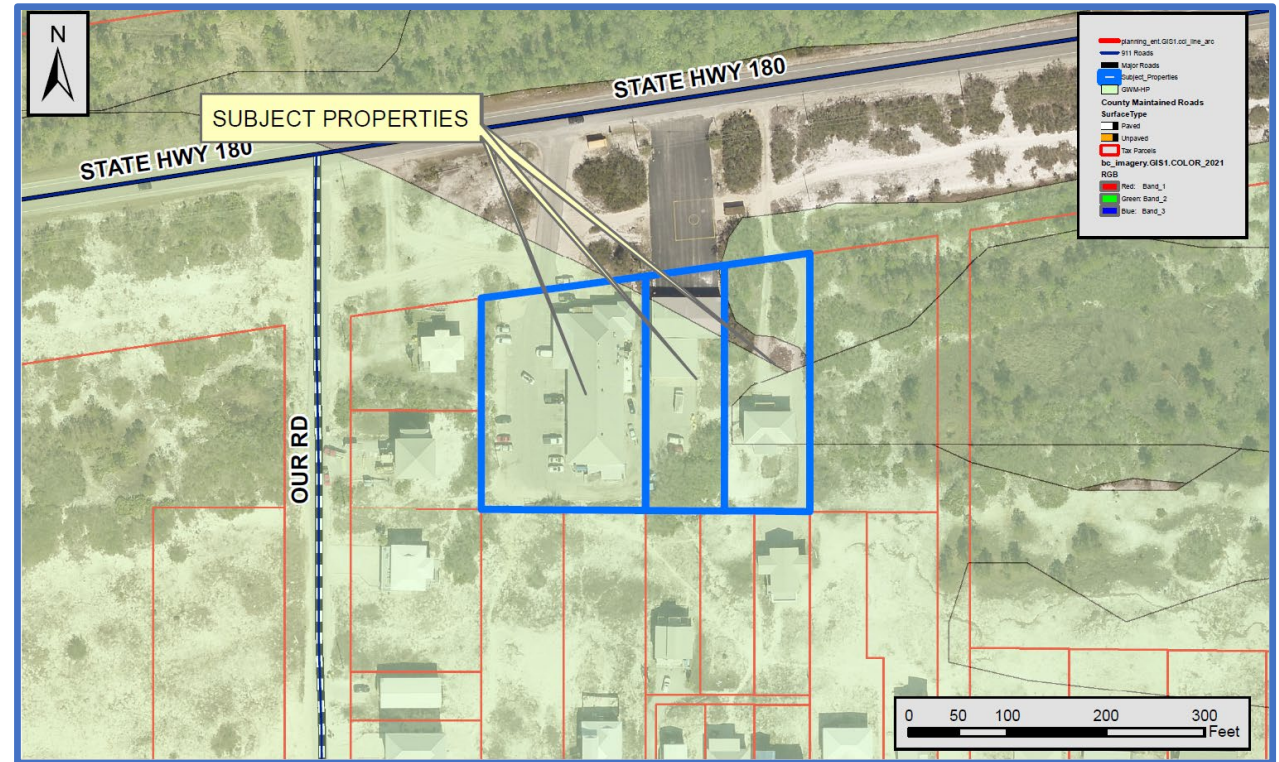 N
STATE HWY 180
SUBJECT PROPERTIES
STATE HWY 180
OUR RD
planning_ent.GIS1.ccl_line_arc
911 Roads
Major Roads
Subject_Properties
GWM-HP
County Maintained Roads
SurfaceType
Paved
Unpaved
Tax Parcels
bc_imagery.GIS1.COLOR_2021
RGB
Red: Band_1
Green: Band_2
Blue: Band_3
0 50 100 200 300
Feet